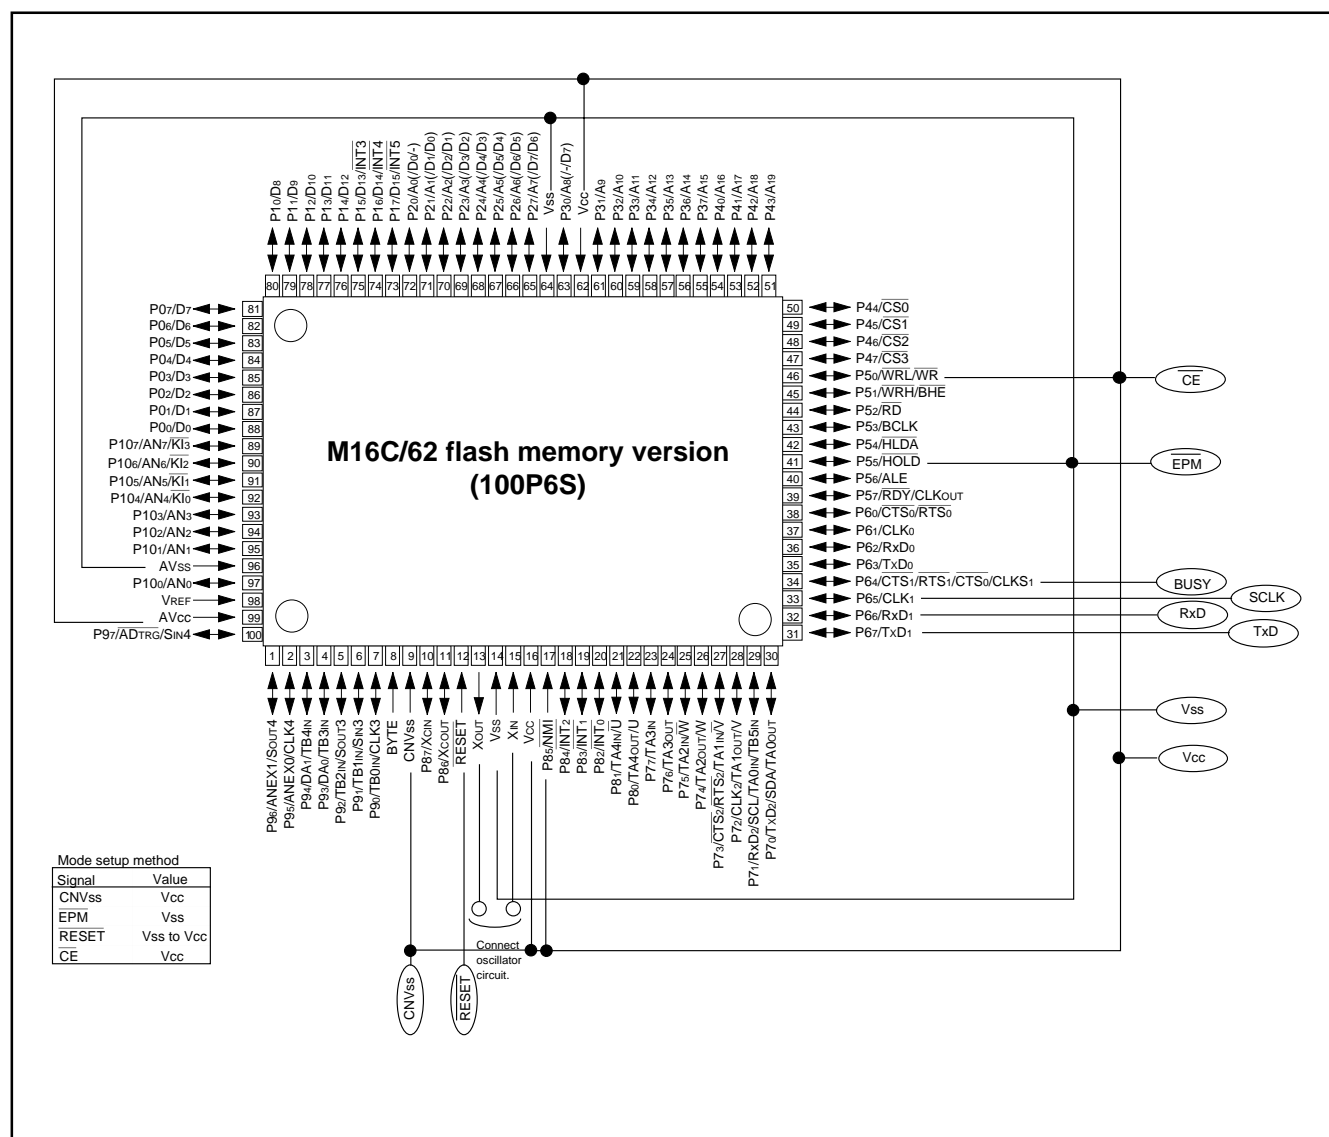 P10/D8
P11/D9
P12/D10
P13/D11
P14/D12
P15/D13/INT3
P16/D14/INT4
P17/D15/INT5
P20/A0(/D0/-)
P21/A1(/D1/D0)
P22/A2(/D2/D1)
P23/A3(/D3/D2)
P24/A4(/D4/D3)
P25/A5(/D5/D4)
P26/A6(/D6/D5)
P27/A7(/D7/D6)
Vss
P30/A8(/-/D7)
Vcc
P31/A9
P32/A10
P33/A11
P34/A12
P35/A13
P36/A14
P37/A15
P40/A16
P41/A17
P42/A18
P43/A19
80 79 78 77 76 75 74 73 72 71 70 69 68 67 66 65 64 63 62 61 60 59 58 57 56 55 54 53 52 51
P07/D7 81
P06/D6 82
P05/D5 83
P04/D4 84
P03/D3 85
P02/D2 86
P01/D1 87
P00/D0 88
P107/AN7/KI3 89
P106/AN6/KI2 90
P105/AN5/KI1 91
P104/AN4/KI0 92
P103/AN3 93
P102/AN2 94
P101/AN1 95
AVss 96
P100/AN0 97
VREF 98
AVcc 99
P97/ADTRG/SIN4 100
M16C/62 flash memory version
(100P6S)
50 P44/CS0
49 P45/CS1
48 P46/CS2
47 P47/CS3
46 P50/WRL/WR
45 P51/WRH/BHE
44 P52/RD
43 P53/BCLK
42 P54/HLDA
41 P55/HOLD
40 P56/ALE
39 P57/RDY/CLKOUT
38 P60/CTS0/RTS0
37 P61/CLK0
36 P62/RxD0
35 P63/TxD0
34 P64/CTS1/RTS1/CTS0/CLKS1
33 P65/CLK1
32 P66/RxD1
31 P67/TxD1
CE
EPM
BUSY
SCLK
RxD
TxD
Vss
Vcc
1 2 3 4 5 6 7 8 9 10 11 12 13 14 15 16 17 18 19 20 21 22 23 24 25 26 27 28 29 30
P96/ANEX1/SOUT4
P95/ANEX0/CLK4
P94/DA1/TB4IN
P93/DA0/TB3IN
P92/TB2IN/SOUT3
P91/TB1IN/SIN3
P90/TB0IN/CLK3
BYTE
CNVss
P87/XCIN
P86/XCOUT
RESET
XOUT
Vss
XIN
Vcc
P85/NMI
P84/INT2
P83/INT1
P82/INT0
P81/TA4IN/U
P80/TA4OUT/U
P77/TA3IN
P76/TA3OUT
P75/TA2IN/W
P74/TA2OUT/W
P73/CTS2/RTS2/TA1IN/V
P72/CLK2/TA1OUT/V
P71/RxD2/SCL/TA0IN/TB5IN
P70/TxD2/SDA/TA0OUT
Mode setup method
Signal Value
CNVss Vcc
EPM Vss
RESET Vss to Vcc
CE Vcc
Connect
oscillator
circuit.
CNVss
RESET